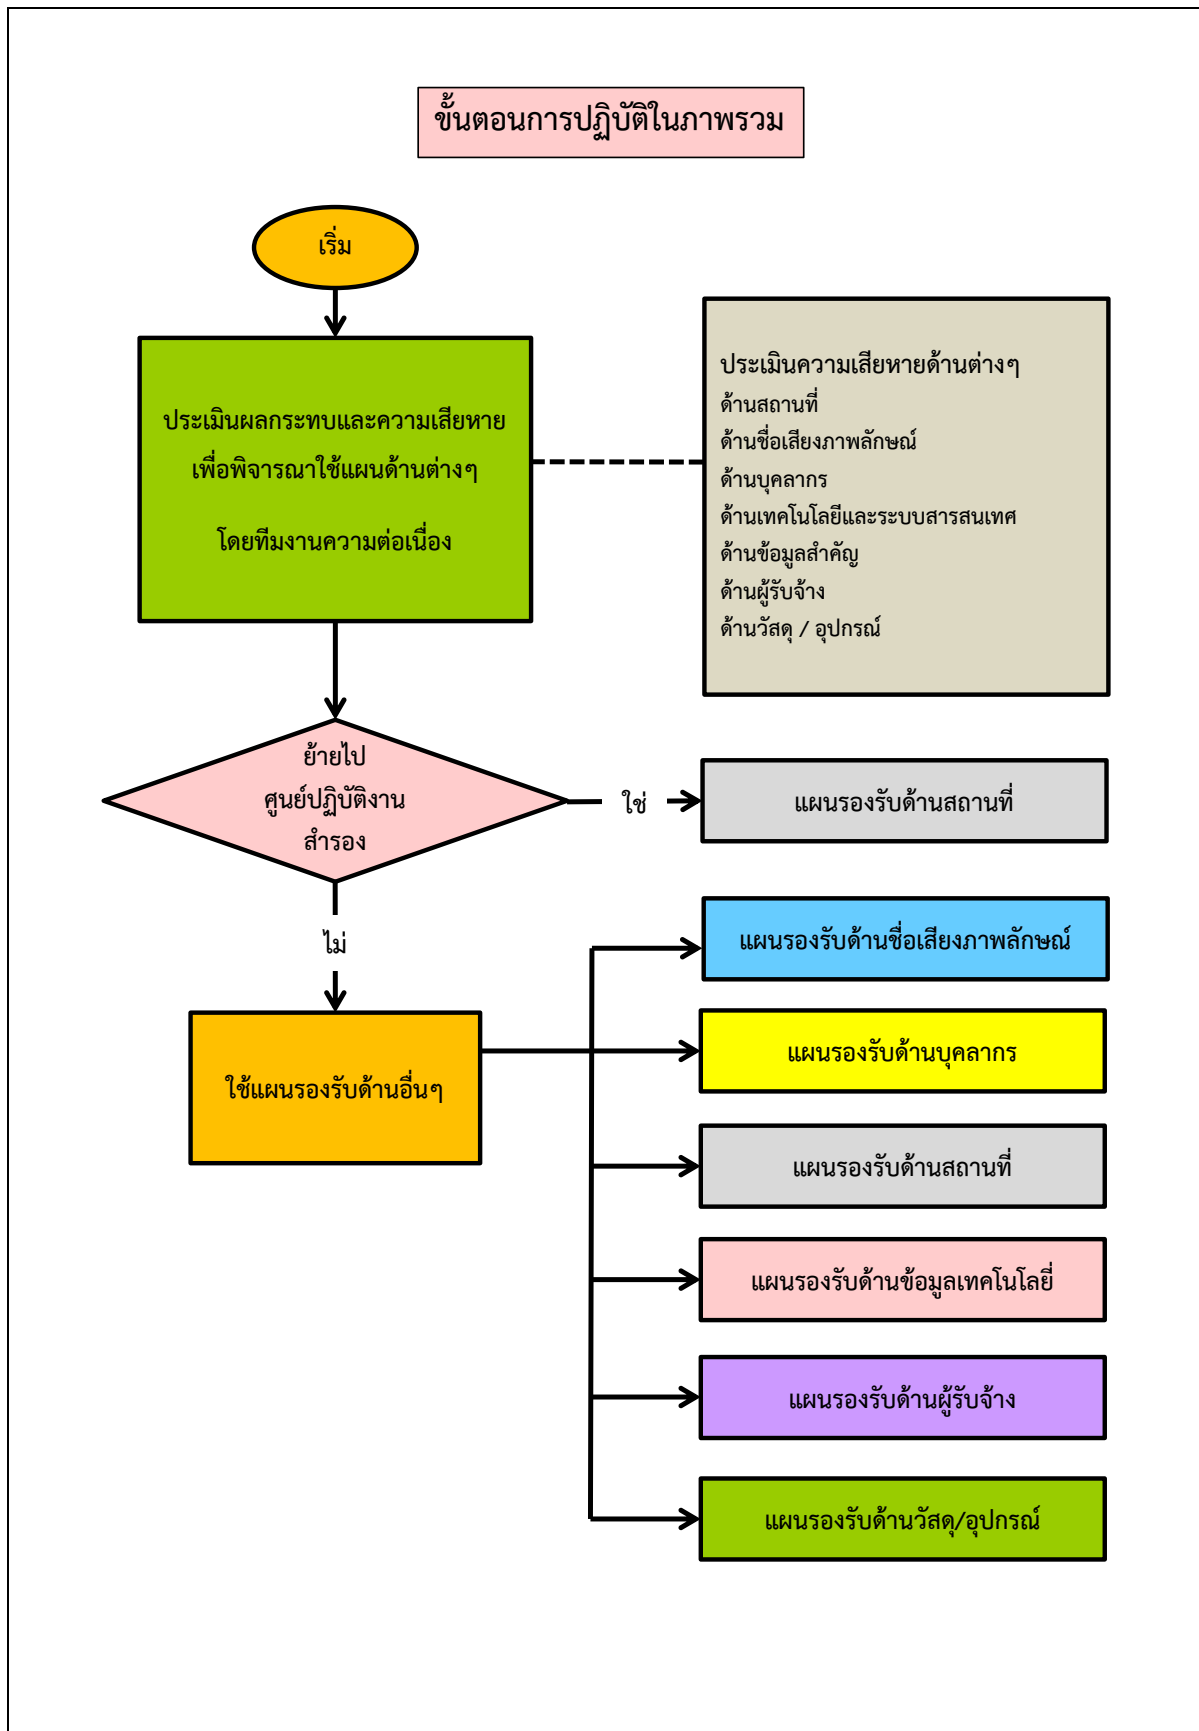 ขั้นตอนการปฏิบัติในภาพรวม
เริ่ม
ประเมินผลกระทบและความเสียหาย
เพื่อพิจารณาใช้แผนด้านต่างๆ
โดยทีมงานความต่อเนื่อง
ประเมินความเสียหายด้านต่างๆ
ด้านสถานที่
ด้านชื่อเสียงภาพลักษณ์
ด้านบุคลากร
ด้านเทคโนโลยีและระบบสารสนเทศ
ด้านข้อมูลสำคัญ
ด้านผู้รับจ้าง
ด้านวัสดุ / อุปกรณ์
ย้ายไป
ศูนย์ปฏิบัติงาน
สำรอง
ใช่
แผนรองรับด้านสถานที่
ไม่
ใช้แผนรองรับด้านอื่นๆ
แผนรองรับด้านชื่อเสียงภาพลักษณ์
แผนรองรับด้านบุคลากร
แผนรองรับด้านสถานที่
แผนรองรับด้านข้อมูลเทคโนโลยี่
แผนรองรับด้านผู้รับจ้าง
แผนรองรับด้านวัสดุ/อุปกรณ์